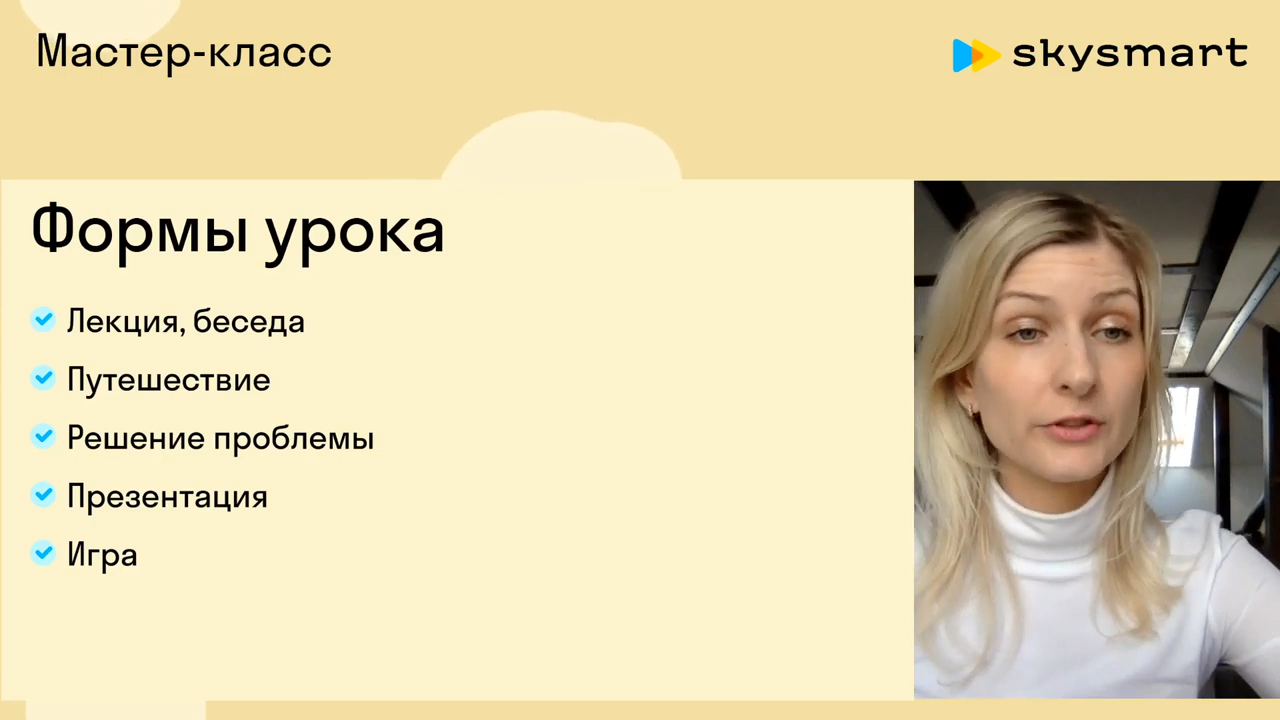 Мастер-класс
skysmart
Формы урока
Лекция, беседа
Путешествие
Решение проблемы
Презентация
Игра